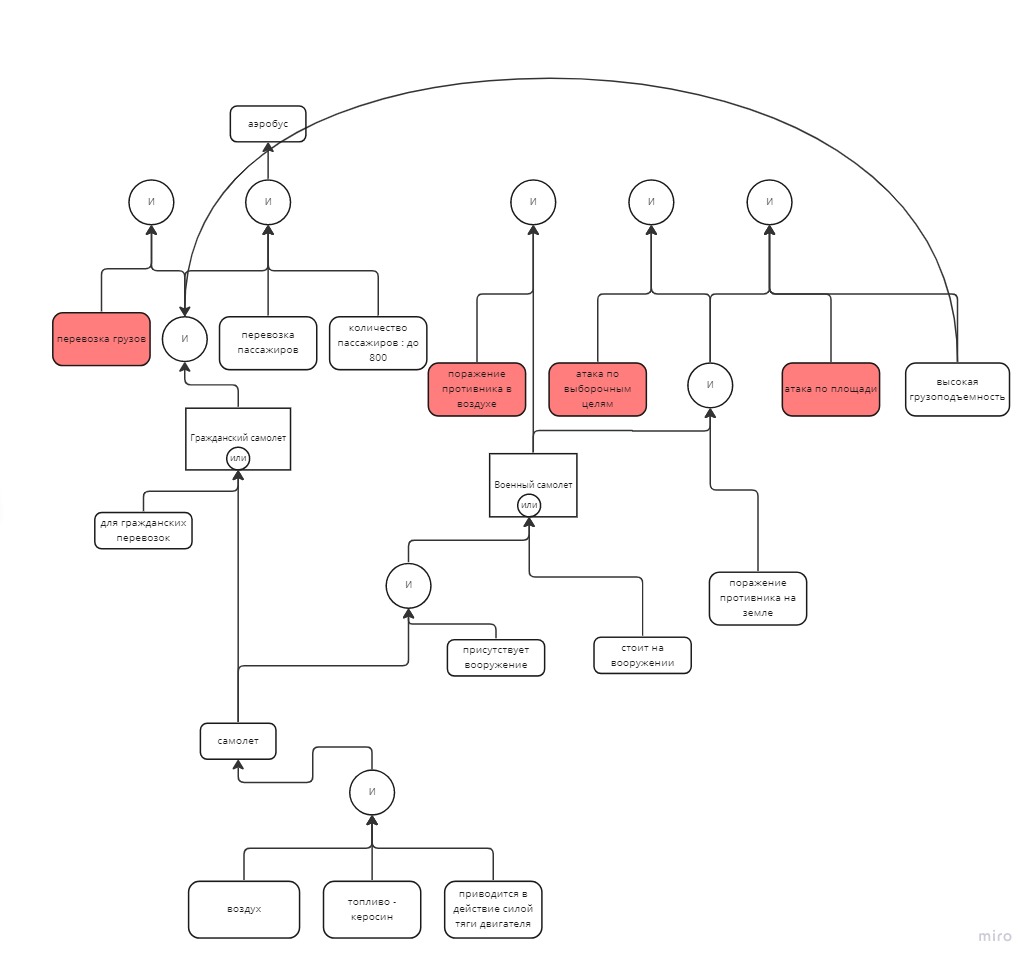 аэробус
И
И
И
И
И
перевозка грузов
И
перевозка
пассажиров
количество
пассажиров : до
800
поражение
противника в
воздухе
атака по
выборочным
целям
И
атака по площади
высокая
грузоподъемность
Гражданский самолет
ИЛИ
Военный самолет
ИЛИ
для гражданских
перевозок
И
поражение
противника на
земле
присутствует
вооружение
стоит на
вооружении
самолет
И
воздух
топливо -
керосин
приводится в
действие силой
тяги двигателя
miro